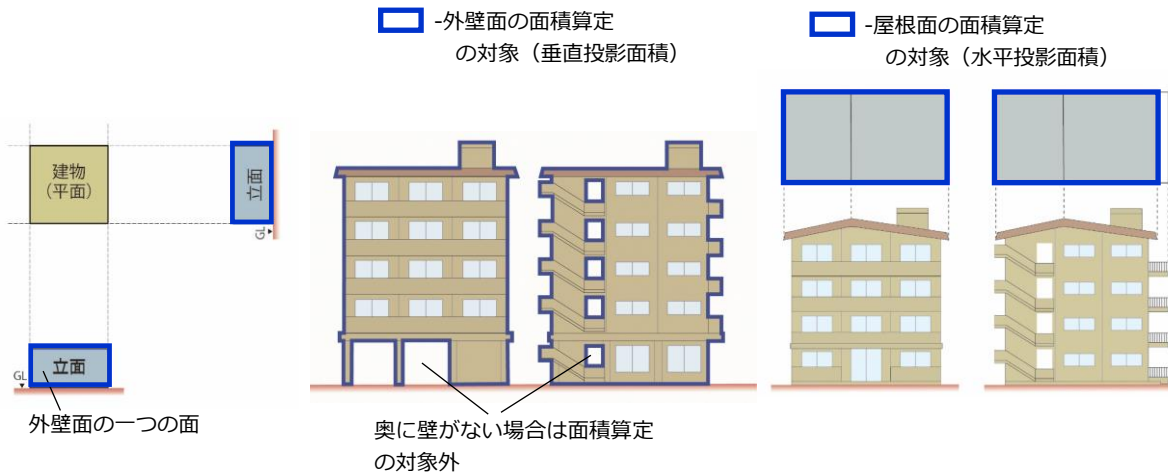 -外壁面の面積算定
の対象（垂直投影面積）
-屋根面の面積算定
の対象（水平投影面積）
建物
(平面)
立面
GL
立面
GL
外壁面の一つの面
奥に壁がない場合は面積算定
の対象外